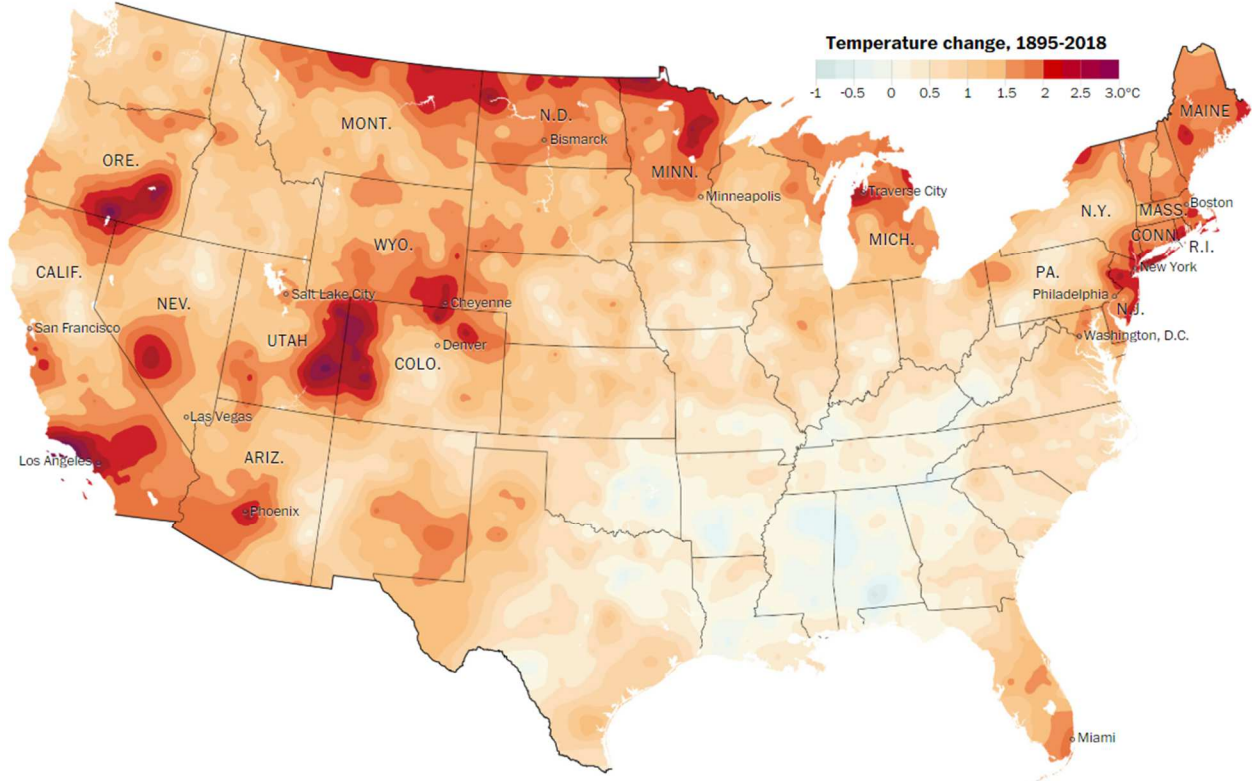 Temperature change, 1895-2018
-1 -0.5 0 0.5 1 1.5 2 2.5 3.0°C
MAINE
MONT.
N.D.
Bismarck
ORE.
MINN.
Minneapolis
Traverse City
Boston
N.Y.
MASS.
MICH.
CONN.
R.I.
WYO.
CALIF.
PA.
New York
NEV.
Salt Lake City
Cheyenne
Philadelphia
N.J.
San Francisco
UTAH
Denver
COLO.
Washington, D.C.
Las Vegas
Los Angeles
ARIZ.
Phoenix
Miami